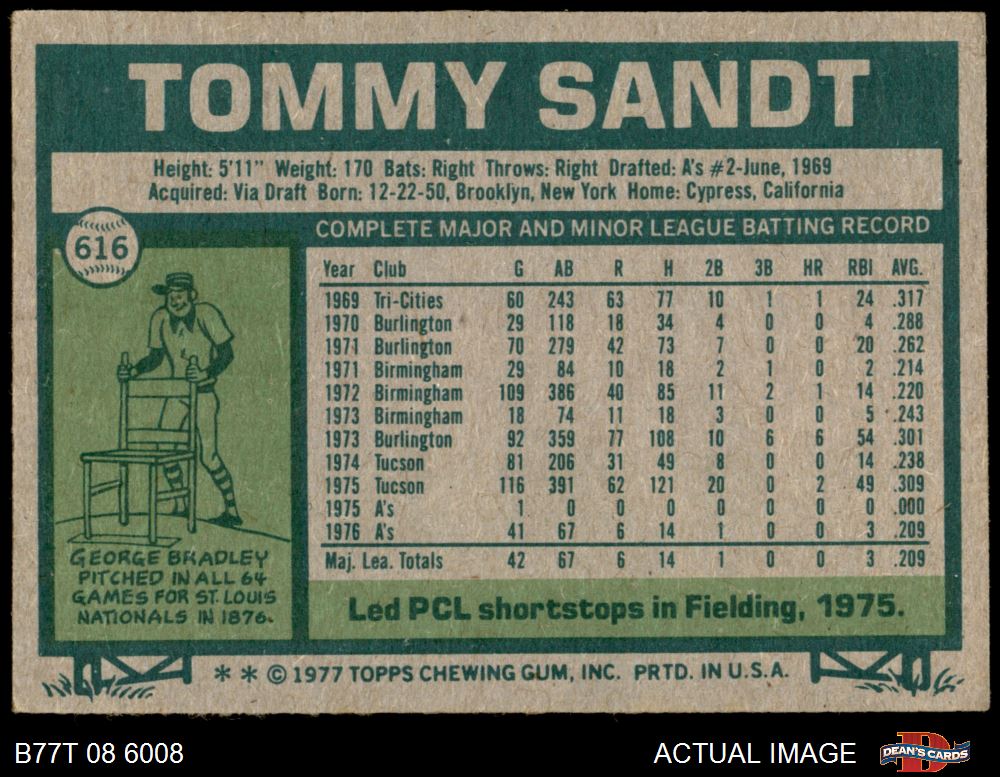 TOMMY SANDT
Height: 5'11" Weight: 170 Bats: Right Throws: Right Drafted: A's #2-June, 1969
Acquired: Via Draft Born: 12-22-50, Brooklyn, New York Home: Cypress, California
616
COMPLETE MAJOR AND MINOR LEAGUE BATTING RECORD
Year Club G AB R H 2B 3B HR RBI AVG.
1969 Tri-Cities 60 243 63 77 10 1 1 24 .317
1970 Burlington 29 118 18 34 4 0 0 4 .288
1971 Burlington 70 279 42 73 7 0 0 20 .262
1971 Birmingham 29 84 10 18 2 1 0 2 .214
1972 Birmingham 109 386 40 85 11 2 1 14 .220
1973 Birmingham 18 74 11 18 3 0 0 5 .243
1973 Burlington 92 359 77 108 10 6 6 54 .301
1974 Tucson 81 206 31 49 8 0 0 14 .238
1975 Tucson 116 391 62 121 20 0 2 49 .309
1975 A's 1 0 0 0 0 0 0 0 .000
1976 A's 41 67 6 14 1 0 0 3 .209
Maj. Lea. Totals 42 67 6 14 1 0 0 3 .209
GEORGE BRADLEY
PITCHED IN ALL 64
GAMES FOR ST. LOUIS
NATIONALS IN 1876.
Led PCL shortstops in Fielding, 1975.
* * © 1977 TOPPS CHEWING GUM, INC. PRTD. IN U.S.A.
B77T 08 6008
ACTUAL IMAGE
D
DEAN'S CARDS